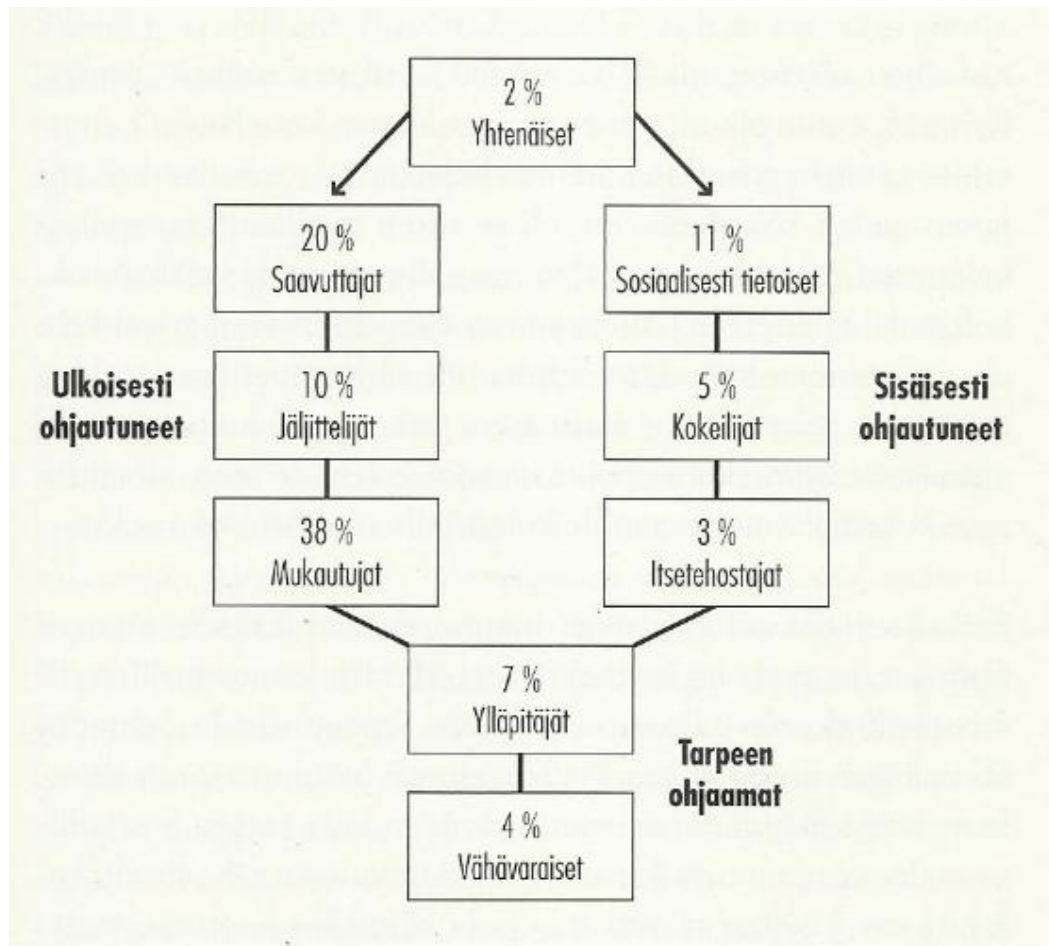 2 %
Yhtenäiset
20 %
Saavuttajat
11 %
Sosiaalisesti tietoiset
Ulkoisesti
ohjautuneet
10 %
Jäljittelijät
5 %
Kokeilijat
Sisäisesti
ohjautuneet
38 %
Mukautujat
3 %
Itsetehostajat
7 %
Ylläpitäjät
Tarpeen
ohjaamat
4 %
Vähävaraiset